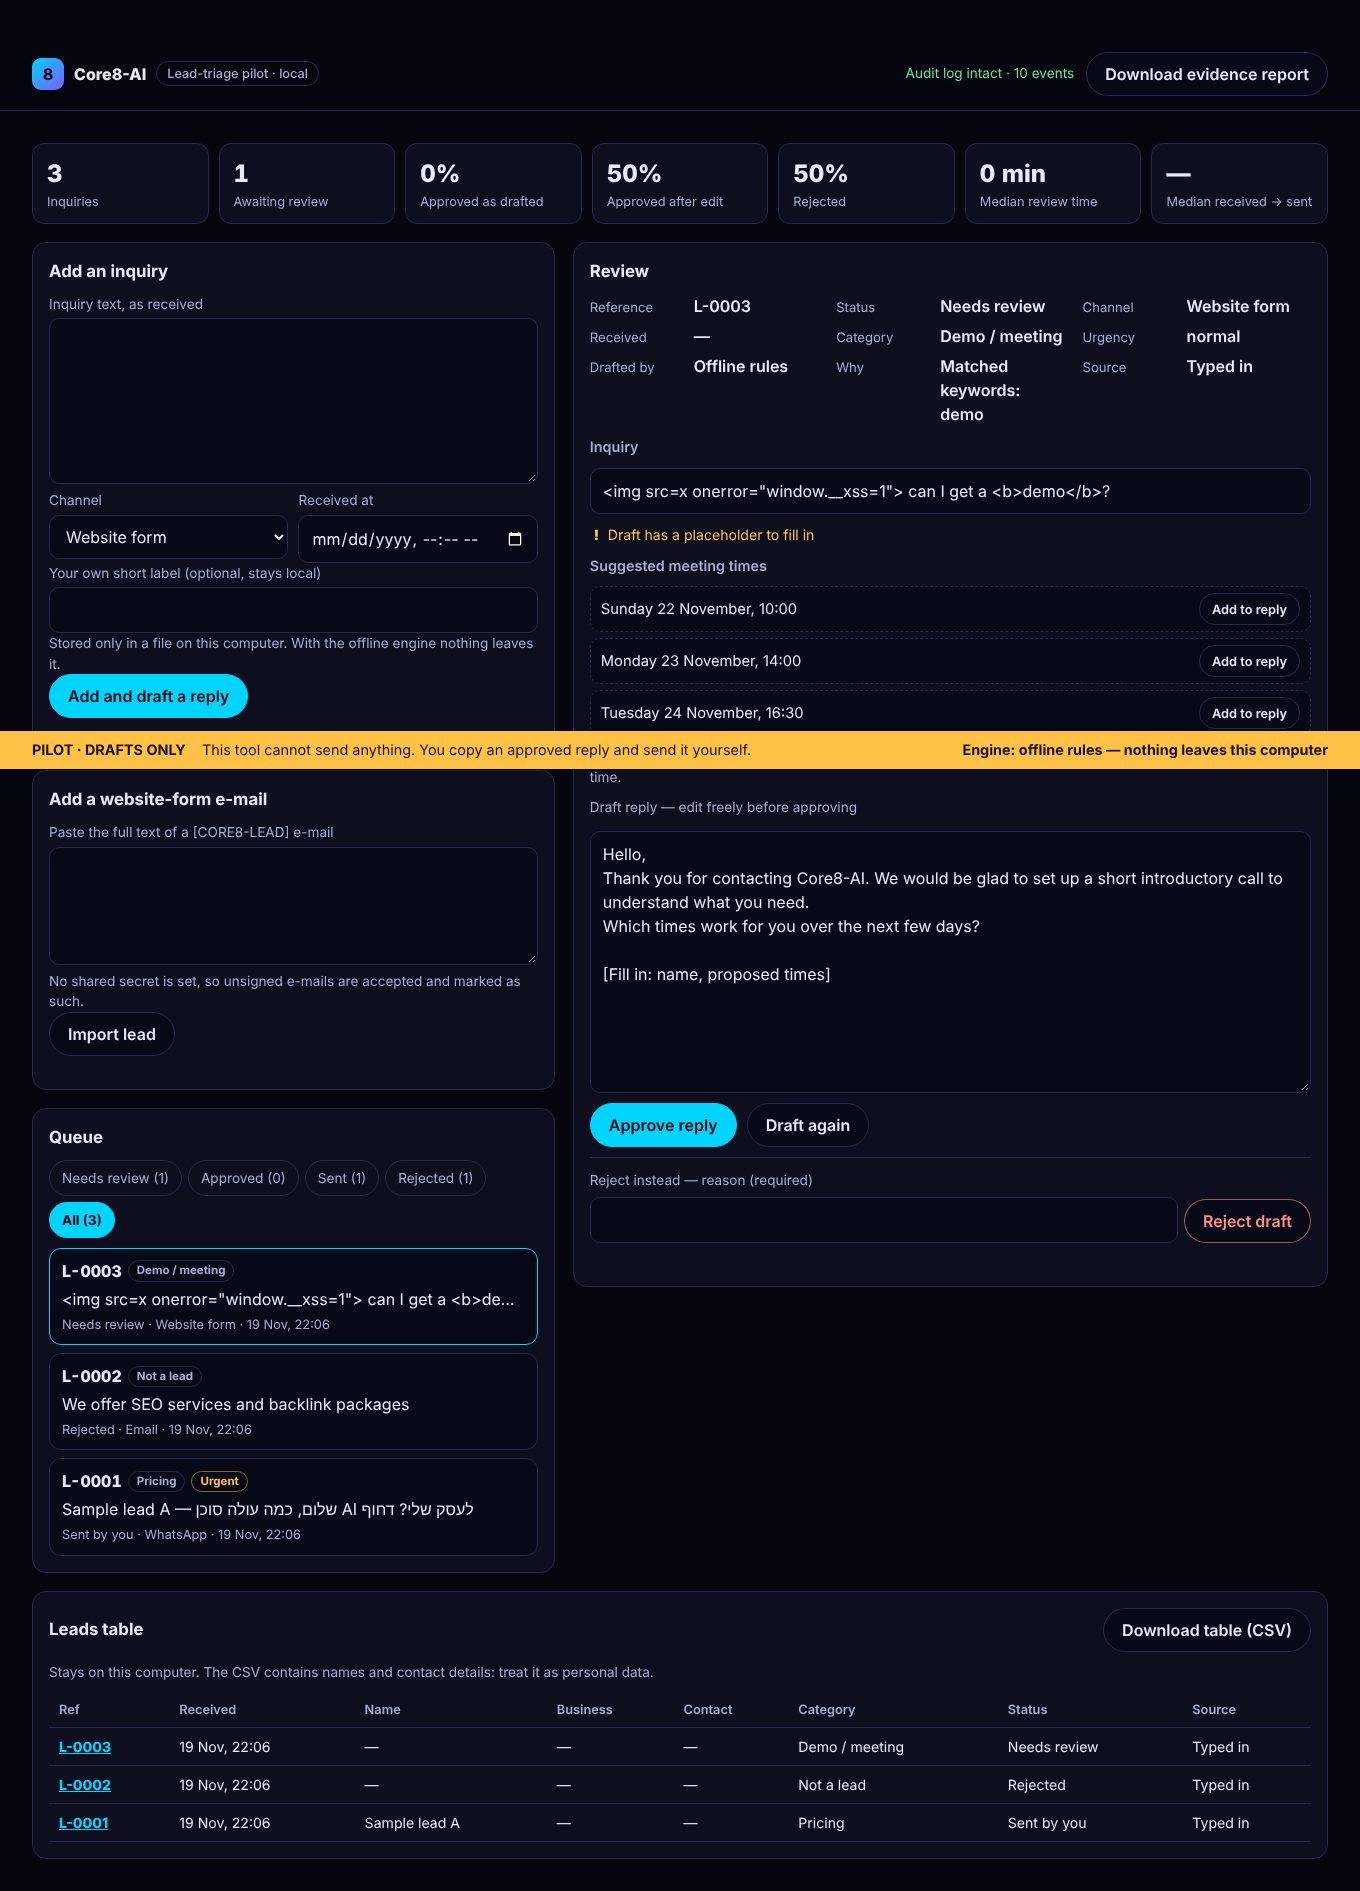 8 Core8-AI Lead-triage pilot · local
Audit log intact · 10 events Download evidence report
3
Inquiries
1
Awaiting review
0%
Approved as drafted
50%
Approved after edit
50%
Rejected
0 min
Median review time
—
Median received → sent
Add an inquiry
Inquiry text, as received
Channel
Website form
Received at
mm/dd/yyyy, --:-- --
Your own short label (optional, stays local)
Stored only in a file on this computer. With the offline engine nothing leaves
it.
Add and draft a reply
Review
Reference L-0003 Status Needs review Channel Website form
Received — Category Demo / meeting Urgency normal
Drafted by Offline rules Why Matched Source Typed in
keywords:
demo
Inquiry
<img src=x onerror="window.__xss=1"> can I get a <b>demo</b>?
! Draft has a placeholder to fill in
Suggested meeting times
Sunday 22 November, 10:00 Add to reply
Monday 23 November, 14:00 Add to reply
Tuesday 24 November, 16:30 Add to reply
PILOT · DRAFTS ONLY This tool cannot send anything. You copy an approved reply and send it yourself. Engine: offline rules — nothing leaves this computer
time.
Draft reply — edit freely before approving
Hello,
Thank you for contacting Core8-AI. We would be glad to set up a short introductory call to
understand what you need.
Which times work for you over the next few days?
[Fill in: name, proposed times]
Approve reply Draft again
Reject instead — reason (required)
Reject draft
Add a website-form e-mail
Paste the full text of a [CORE8-LEAD] e-mail
No shared secret is set, so unsigned e-mails are accepted and marked as
such.
Import lead
Queue
Needs review (1) Approved (0) Sent (1) Rejected (1)
All (3)
L-0003 Demo / meeting
<img src=x onerror="window.__xss=1"> can I get a <b>de...
Needs review · Website form · 19 Nov, 22:06
L-0002 Not a lead
We offer SEO services and backlink packages
Rejected · Email · 19 Nov, 22:06
L-0001 Pricing Urgent
Sample lead A — שלום, כמה עולה סוכן AI לעסק שלי? דחוף
Sent by you · WhatsApp · 19 Nov, 22:06
Leads table
Download table (CSV)
Stays on this computer. The CSV contains names and contact details: treat it as personal data.
Ref Received Name Business Contact Category Status Source
L-0003 19 Nov, 22:06 — — — Demo / meeting Needs review Typed in
L-0002 19 Nov, 22:06 — — — Not a lead Rejected Typed in
L-0001 19 Nov, 22:06 Sample lead A — — Pricing Sent by you Typed in